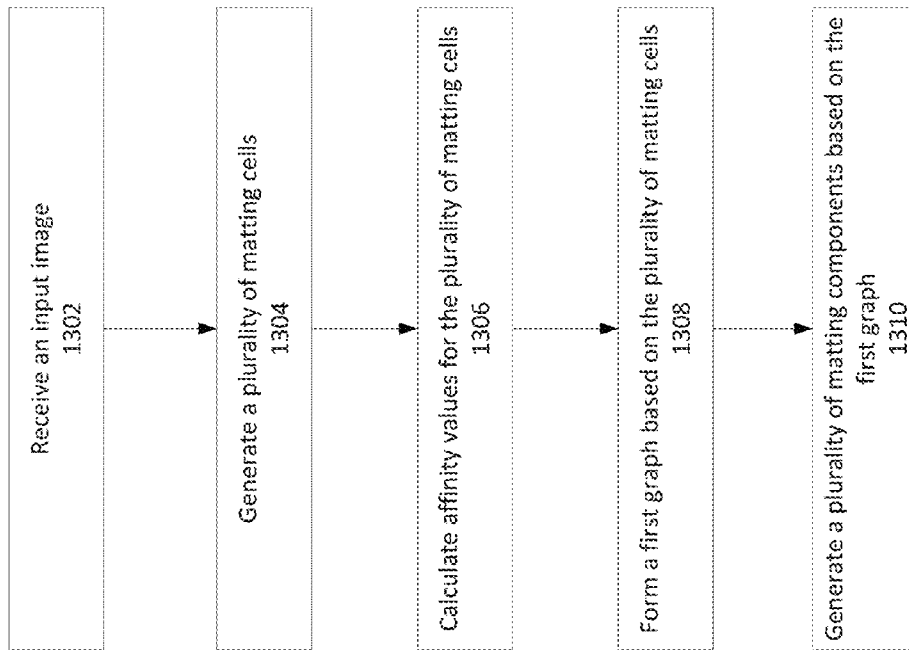 Receive an input image
1302
Generate a plurality of matting cells
1304
Calculate affinity values for the plurality of matting cells
1306
Form a first graph based on the plurality of matting cells
1308
Generate a plurality of matting components based on the
first graph
1310